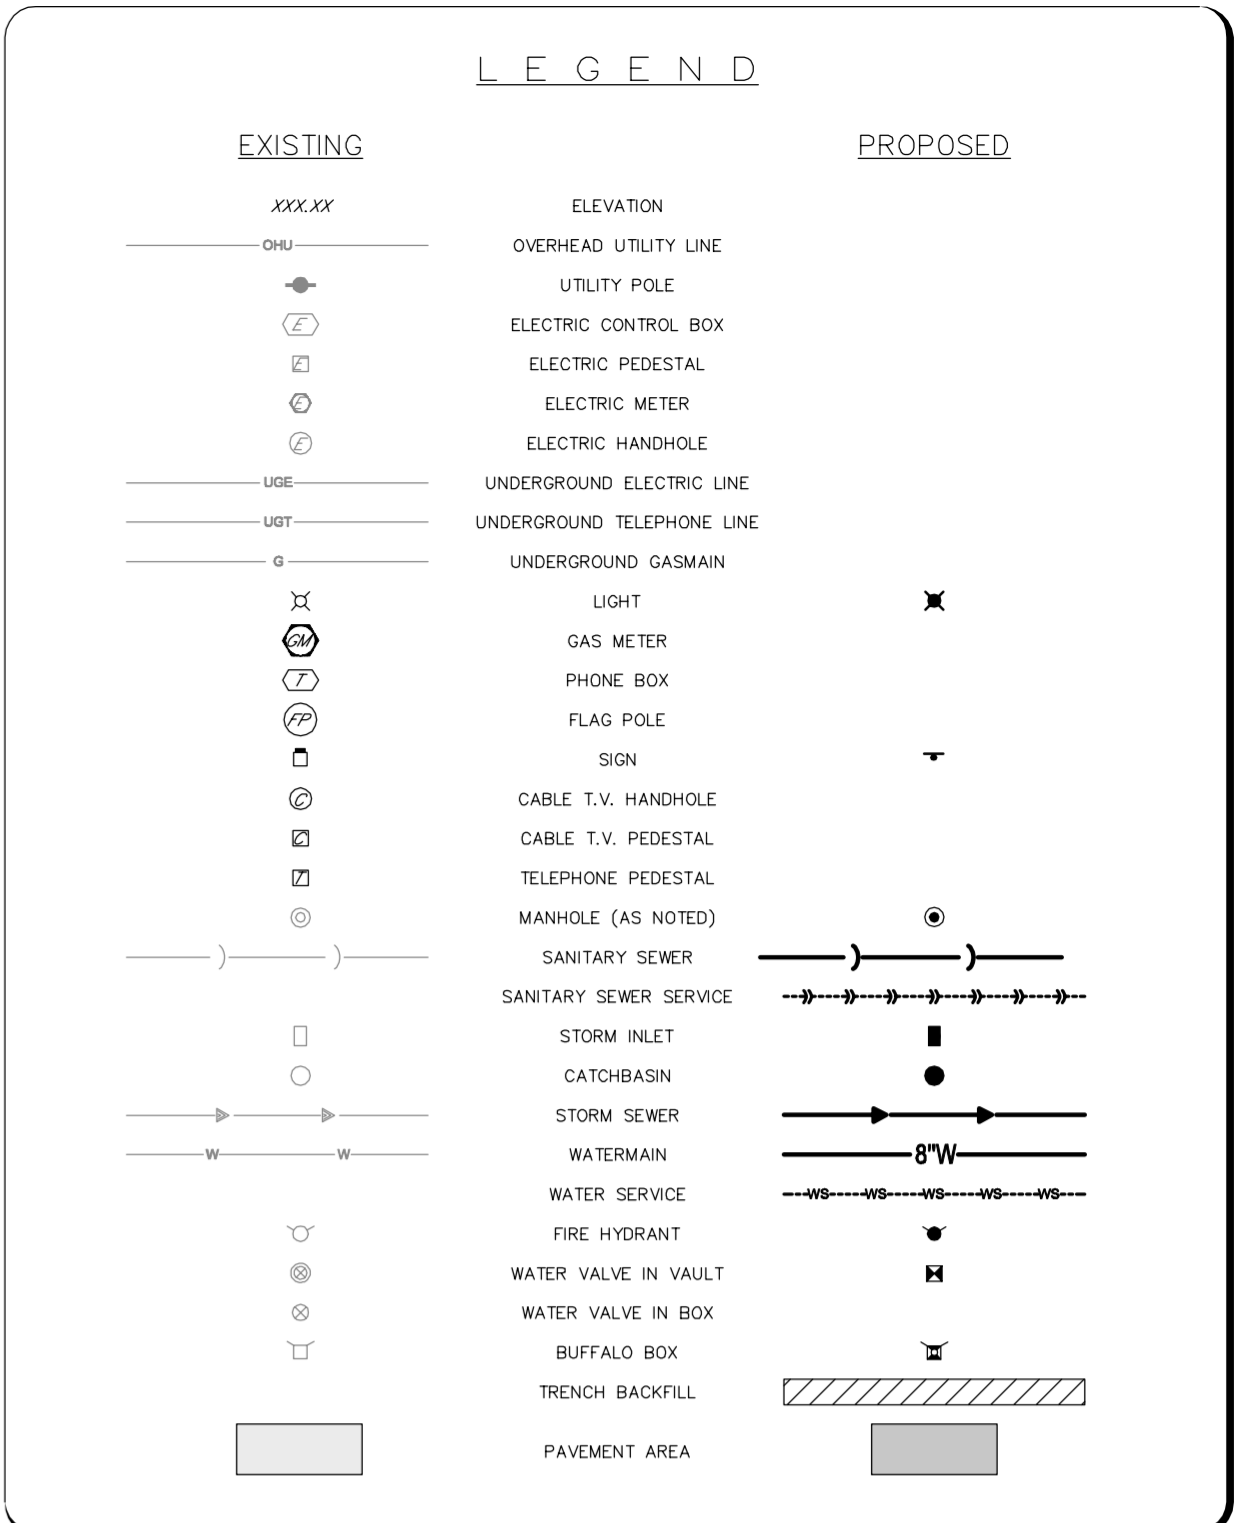 LEGEND
EXISTING PROPOSED
XXX.XX ELEVATION
OHU OVERHEAD UTILITY LINE
UTILITY POLE
E ELECTRIC CONTROL BOX
E ELECTRIC PEDESTAL
E ELECTRIC METER
E ELECTRIC HANDHOLE
UGE UNDERGROUND ELECTRIC LINE
UGT UNDERGROUND TELEPHONE LINE
G UNDERGROUND GASMAIN
LIGHT
GM GAS METER
T PHONE BOX
FP FLAG POLE
SIGN
C CABLE T.V. HANDHOLE
C CABLE T.V. PEDESTAL
T TELEPHONE PEDESTAL
MANHOLE (AS NOTED)
SANITARY SEWER
SANITARY SEWER SERVICE
STORM INLET
CATCHBASIN
STORM SEWER
W W WATERMAIN 8"W
WATER SERVICE WS WS WS WS WS
FIRE HYDRANT
WATER VALVE IN VAULT
WATER VALVE IN BOX
BUFFALO BOX
TRENCH BACKFILL
PAVEMENT AREA